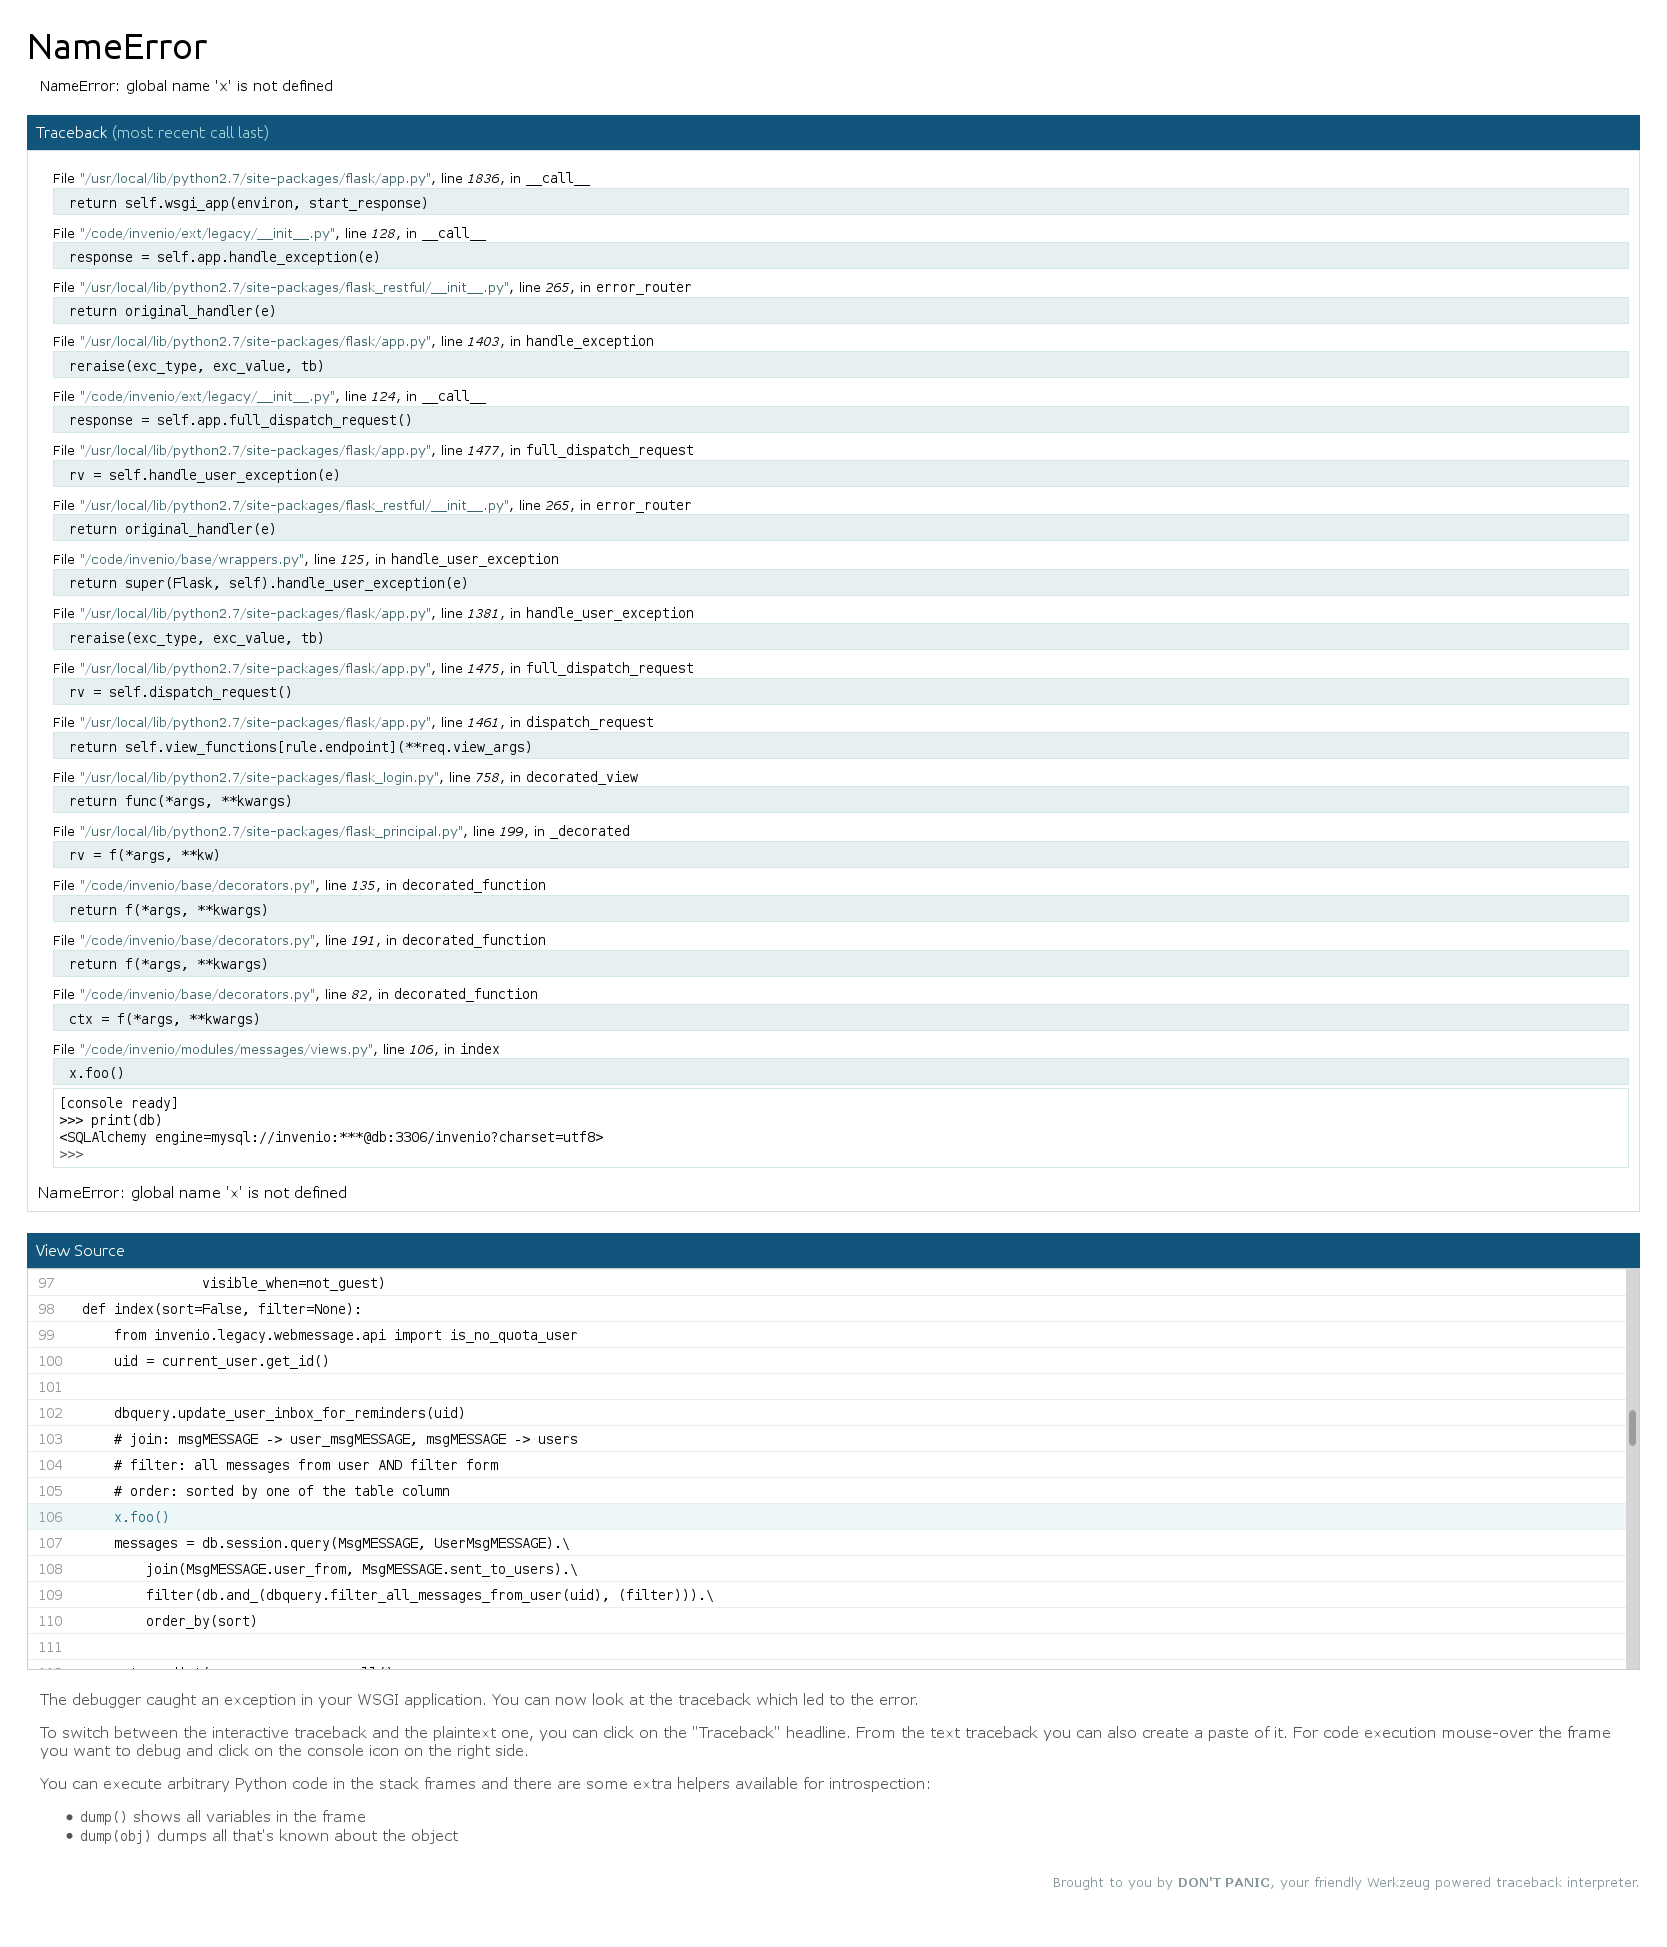 NameError
NameError: global name 'x' is not defined
Traceback (most recent call last)
File "/usr/local/lib/python2.7/site-packages/flask/app.py", line 1836, in __call__
return self.wsgi_app(environ, start_response)
File "/code/invenio/ext/legacy/__init__.py", line 128, in __call__
response = self.app.handle_exception(e)
File "/usr/local/lib/python2.7/site-packages/flask_restful/__init__.py", line 265, in error_router
return original_handler(e)
File "/usr/local/lib/python2.7/site-packages/flask/app.py", line 1403, in handle_exception
reraise(exc_type, exc_value, tb)
File "/code/invenio/ext/legacy/__init__.py", line 124, in __call__
response = self.app.full_dispatch_request()
File "/usr/local/lib/python2.7/site-packages/flask/app.py", line 1477, in full_dispatch_request
rv = self.handle_user_exception(e)
File "/usr/local/lib/python2.7/site-packages/flask_restful/__init__.py", line 265, in error_router
return original_handler(e)
File "/code/invenio/base/wrappers.py", line 125, in handle_user_exception
return super(Flask, self).handle_user_exception(e)
File "/usr/local/lib/python2.7/site-packages/flask/app.py", line 1381, in handle_user_exception
reraise(exc_type, exc_value, tb)
File "/usr/local/lib/python2.7/site-packages/flask/app.py", line 1475, in full_dispatch_request
rv = self.dispatch_request()
File "/usr/local/lib/python2.7/site-packages/flask/app.py", line 1461, in dispatch_request
return self.view_functions[rule.endpoint](**req.view_args)
File "/usr/local/lib/python2.7/site-packages/flask_login.py", line 758, in decorated_view
return func(*args, **kwargs)
File "/usr/local/lib/python2.7/site-packages/flask_principal.py", line 199, in _decorated
rv = f(*args, **kw)
File "/code/invenio/base/decorators.py", line 135, in decorated_function
return f(*args, **kwargs)
File "/code/invenio/base/decorators.py", line 191, in decorated_function
return f(*args, **kwargs)
File "/code/invenio/base/decorators.py", line 82, in decorated_function
ctx = f(*args, **kwargs)
File "/code/invenio/modules/messages/views.py", line 106, in index
x.foo()
[console ready]
>>> print(db)
<SQLAlchemy engine=mysql://invenio:***@db:3306/invenio?charset=utf8>
>>>
NameError: global name 'x' is not defined
View Source
97 visible_when=not_guest)
98 def index(sort=False, filter=None):
99 from invenio.legacy.webmessage.api import is_no_quota_user
100 uid = current_user.get_id()
101
102 dbquery.update_user_inbox_for_reminders(uid)
103 # join: msgMESSAGE -> user_msgMESSAGE, msgMESSAGE -> users
104 # filter: all messages from user AND filter form
105 # order: sorted by one of the table column
106 x.foo()
107 messages = db.session.query(MsgMESSAGE, UserMsgMESSAGE).\
108 join(MsgMESSAGE.user_from, MsgMESSAGE.sent_to_users).\
109 filter(db.and_(dbquery.filter_all_messages_from_user(uid), (filter))).\
110 order_by(sort)
111
The debugger caught an exception in your WSGI application. You can now look at the traceback which led to the error.
To switch between the interactive traceback and the plaintext one, you can click on the "Traceback" headline. From the text traceback you can also create a paste of it. For code execution mouse-over the frame
you want to debug and click on the console icon on the right side.
You can execute arbitrary Python code in the stack frames and there are some extra helpers available for introspection:
• dump() shows all variables in the frame
• dump(obj) dumps all that's known about the object
Brought to you by DON'T PANIC, your friendly Werkzeug powered traceback interpreter.